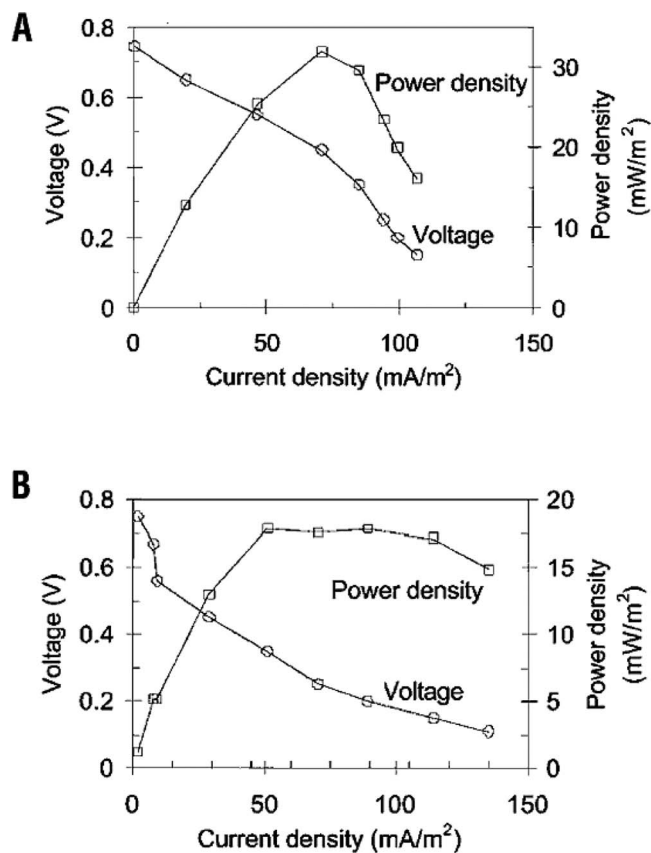 A
0.8
0.6
0.4
0.2
0
Voltage (V)
Power density
Voltage
30
20
10
0
Power density
(mW/m²)
0
50
100
150
Current density (mA/m²)
B
0.8
0.6
0.4
0.2
0
Voltage (V)
Power density
Voltage
20
15
10
5
0
Power density
(mW/m²)
0
50
100
150
Current density (mA/m²)